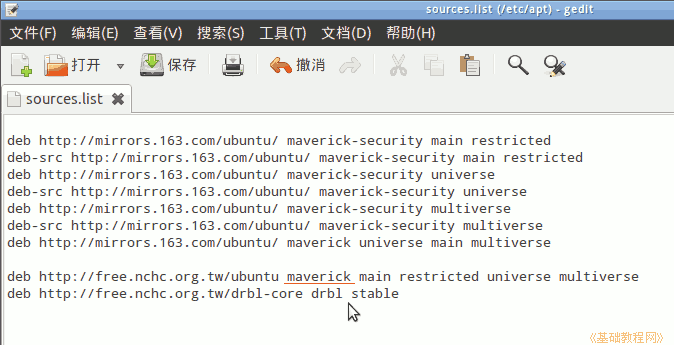 sources.list (/etc/apt) - gedit
文件(F) 编辑(E) 查看(V) 搜索(S) 工具(T) 文档(D) 帮助(H)
打开 保存 撤消
sources.list
deb http://mirrors.163.com/ubuntu/ maverick-security main restricted
deb-src http://mirrors.163.com/ubuntu/ maverick-security main restricted
deb http://mirrors.163.com/ubuntu/ maverick-security universe
deb-src http://mirrors.163.com/ubuntu/ maverick-security universe
deb http://mirrors.163.com/ubuntu/ maverick-security multiverse
deb-src http://mirrors.163.com/ubuntu/ maverick-security multiverse
deb http://mirrors.163.com/ubuntu/ maverick universe main multiverse
deb http://free.nchc.org.tw/ubuntu maverick main restricted universe multiverse
deb http://free.nchc.org.tw/drbl-core drbl stable
《基础教程网》